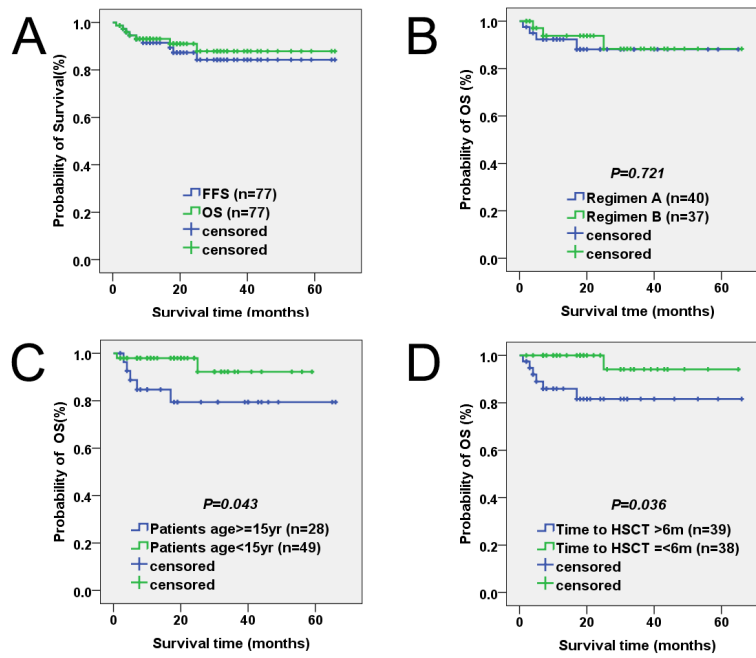 A
Probability of Survival(%)
1.0
0.8
0.6
0.4
0.2
0.0
FFS (n=77)
OS (n=77)
censored
censored
0 20 40 60
Survival time (months)
B
Probability of OS (%)
1.0
0.8
0.6
0.4
0.2
0.0
P=0.721
Regimen A (n=40)
Regimen B (n=37)
censored
censored
0 20 40 60
Survival tme (months)
C
Probability of OS(%)
1.0
0.8
0.6
0.4
0.2
0.0
P=0.043
Patients age>=15yr (n=28)
Patients age<15yr (n=49)
censored
censored
0 20 40 60
Survival time (months)
D
Probability of OS (%)
1.0
0.8
0.6
0.4
0.2
0.0
P=0.036
Time to HSCT >6m (n=39)
Time to HSCT =<6m (n=38)
censored
censored
0 20 40 60
Survival time (months)